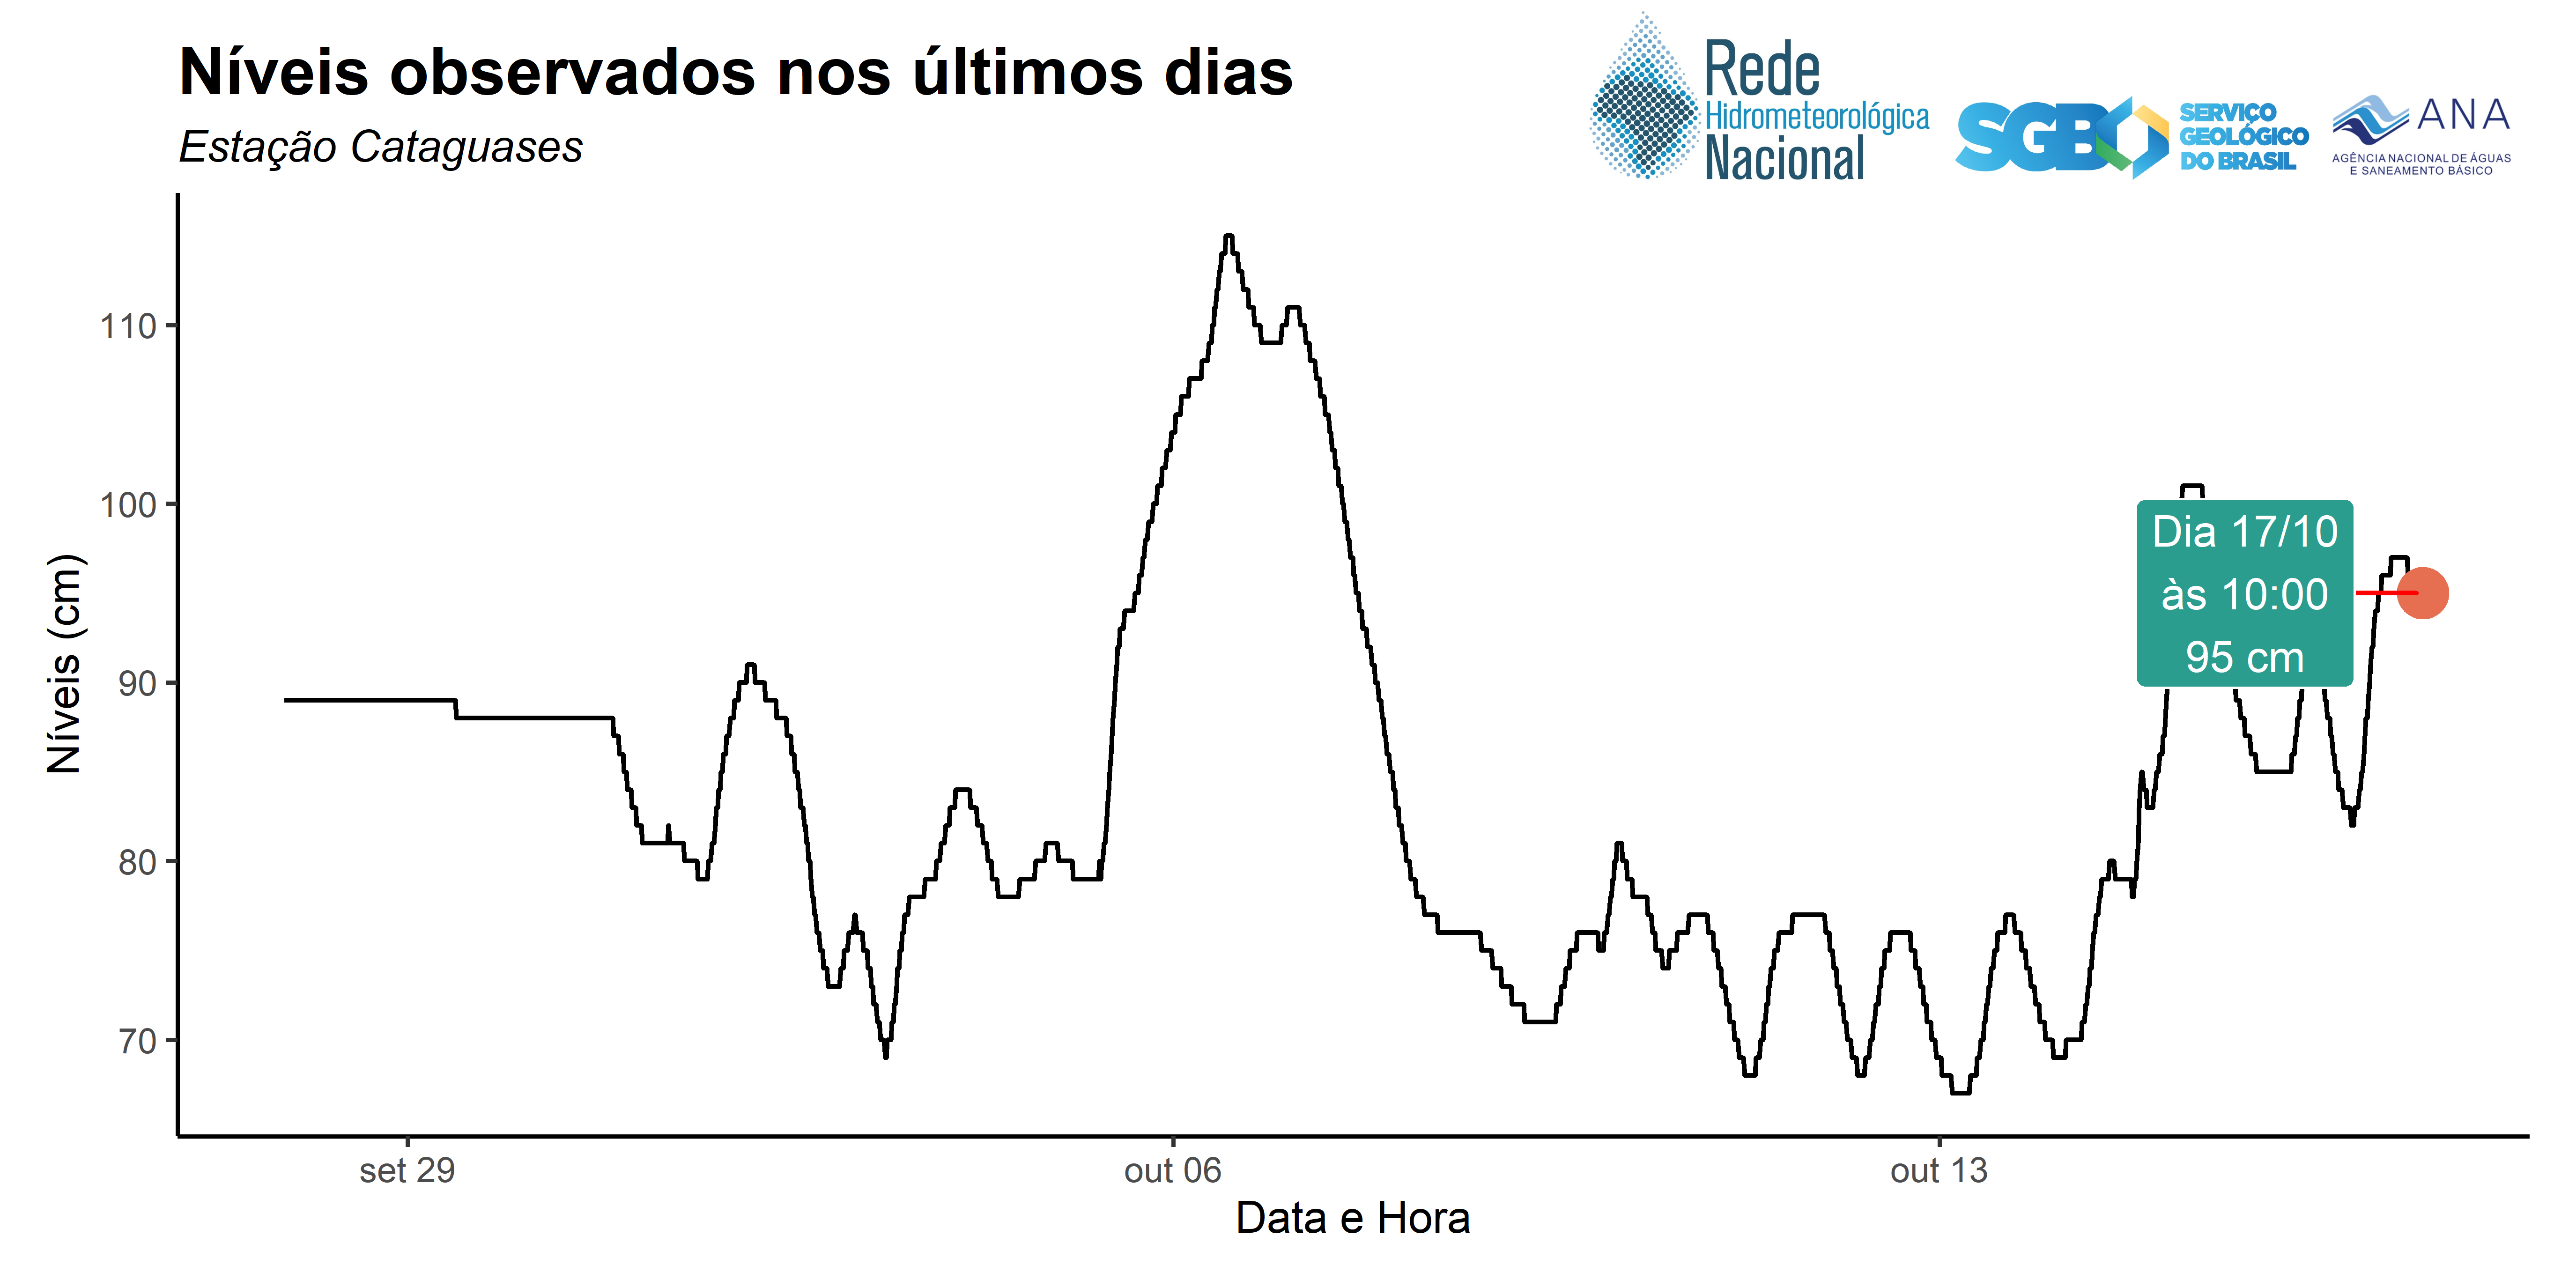 Níveis observados nos últimos dias
Estação Cataguases
Rede
Hidrometeorológica
Nacional
SGB
SERVIÇO
GEOLÓGICO
DO BRASIL
ANA
AGÊNCIA NACIONAL DE ÁGUAS
E SANEAMENTO BÁSICO
Níveis (cm)
110
100
90
80
70
Dia 17/10
às 10:00
95 cm
set 29
out 06
out 13
Data e Hora